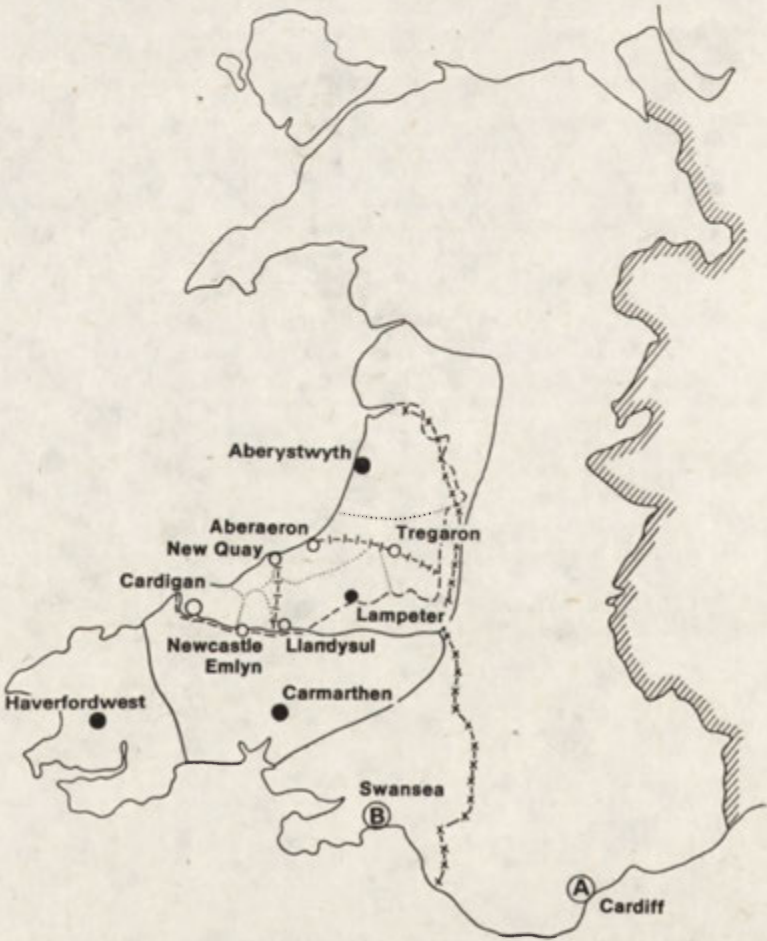 Aberystwyth
Aberaeron
Tregaron
New Quay
Cardigan
Lampeter
Newcastle
Emlyn
Llandysul
Haverfordwest
Carmarthen
Swansea
B
A
Cardiff